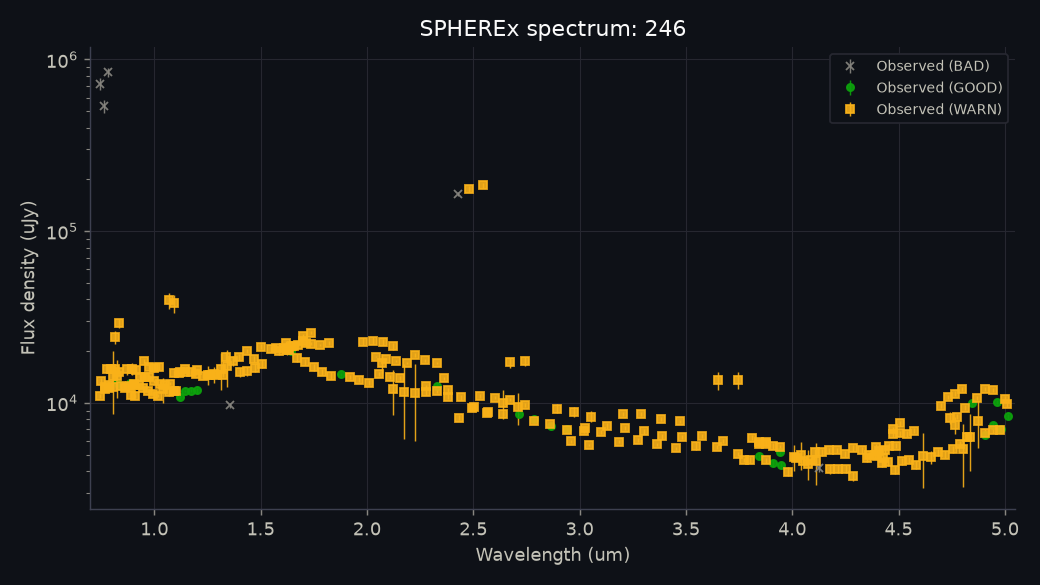 SPHEREx spectrum: 246
Observed (BAD)
Observed (GOOD)
Observed (WARN)
Flux density (uJy)
10⁶
10⁵
10⁴
1.0 1.5 2.0 2.5 3.0 3.5 4.0 4.5 5.0
Wavelength (um)